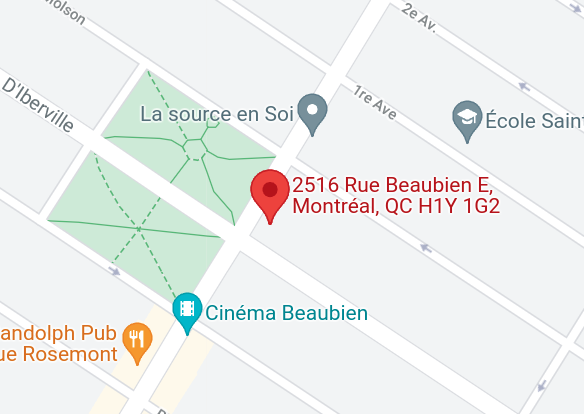 olson
2e Av.
D'Iberville
1re Ave
La source en Soi
École Saint
2516 Rue Beaubien E,
Montréal, QC H1Y 1G2
Cinéma Beaubien
andolph Pub
ue Rosemont